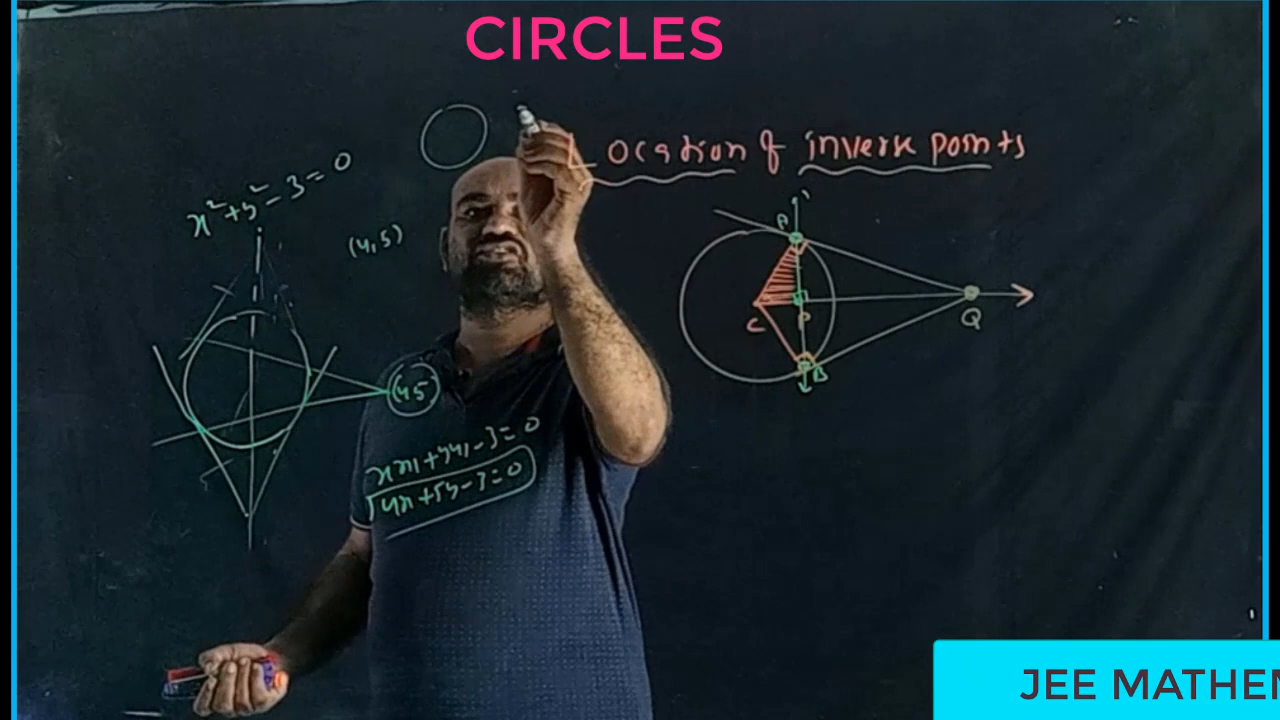 CIRCLES
Location of inverse points
x²+y²-3=0
(4,5)
A
C
P
Q
B
(4,5)
xx₁+yy₁-3=0
4x+5y-3=0
JEE MATHEM